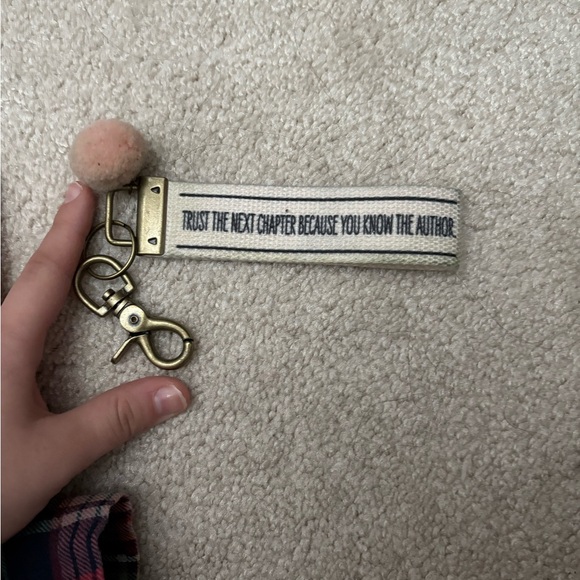 TRUST THE NEXT CHAPTER BECAUSE YOU KNOW THE AUTHOR.